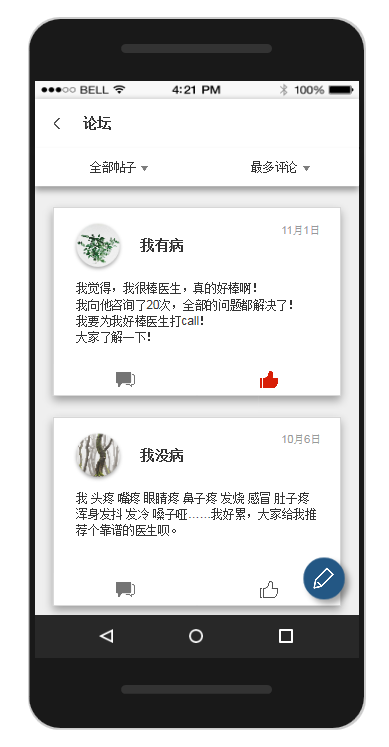 BELL 4:21 PM 100%
论坛
全部帖子 最多评论
11月1日
我有病
我觉得，我很棒医生，真的好棒啊！
我向他咨询了20次，全部的问题都解决了！
我要为我好棒医生打call！
大家了解一下！
10月6日
我没病
我 头疼 嘴疼 眼睛疼 鼻子疼 发烧 感冒 肚子疼
浑身发抖 发冷 嗓子哑……我好累，大家给我推
荐个靠谱的医生呗。